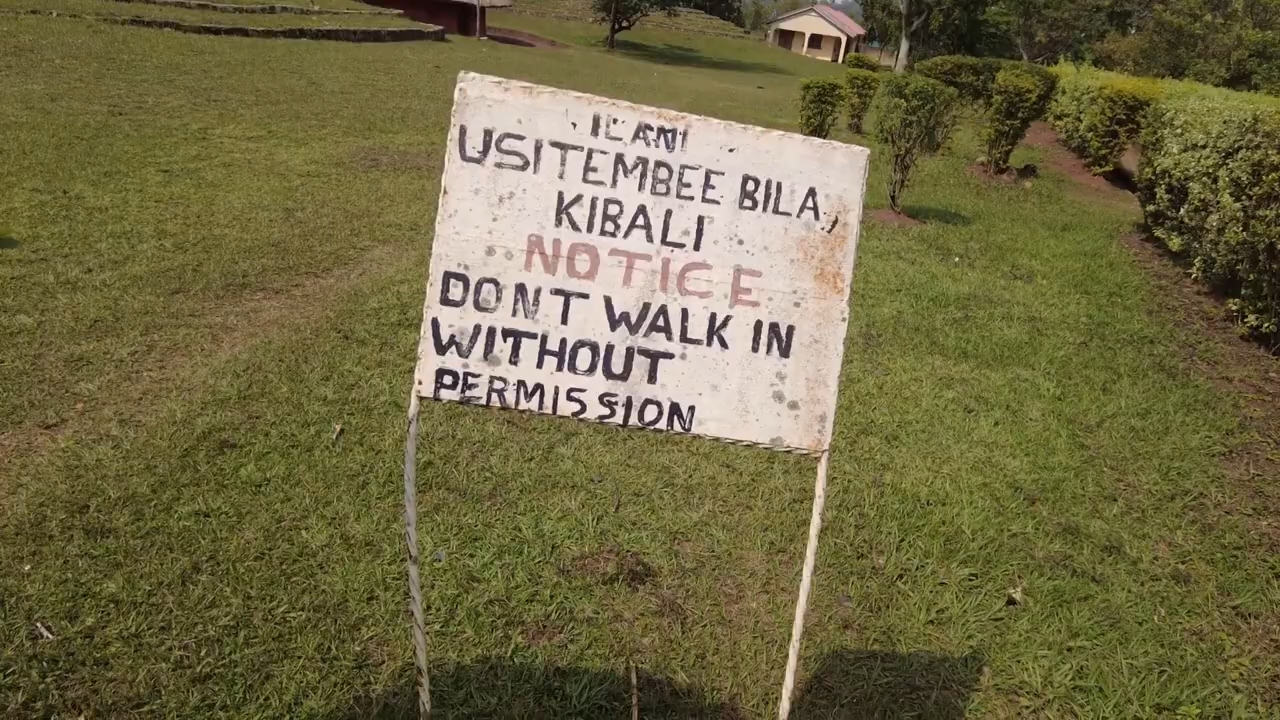 ILANI
USITEMBEE BILA
KIBALI
NOTICE
DONT WALK IN
WITHOUT
PERMISSION